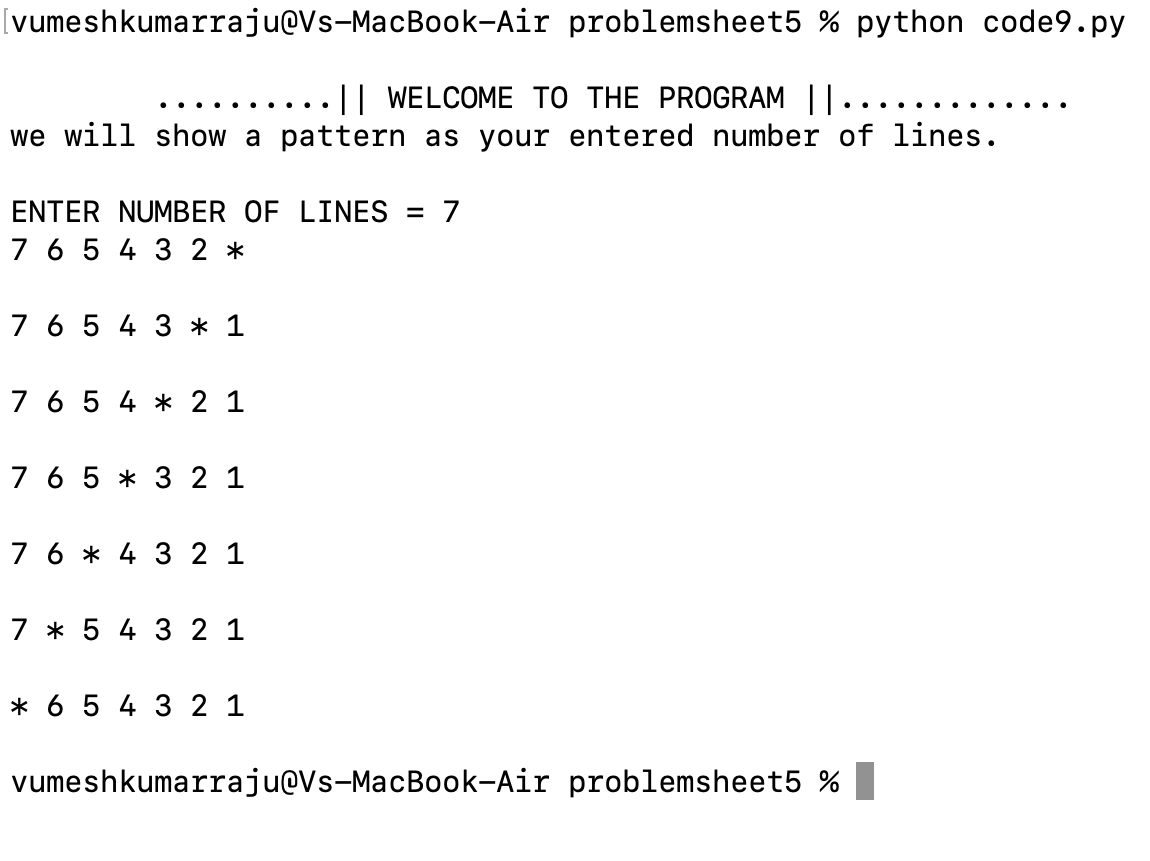 [vumeshkumarraju@Vs-MacBook-Air problemsheet5 % python code9.py
..........|| WELCOME TO THE PROGRAM ||.............
we will show a pattern as your entered number of lines.
ENTER NUMBER OF LINES = 7
7 6 5 4 3 2 *
7 6 5 4 3 * 1
7 6 5 4 * 2 1
7 6 5 * 3 2 1
7 6 * 4 3 2 1
7 * 5 4 3 2 1
* 6 5 4 3 2 1
vumeshkumarraju@Vs-MacBook-Air problemsheet5 %